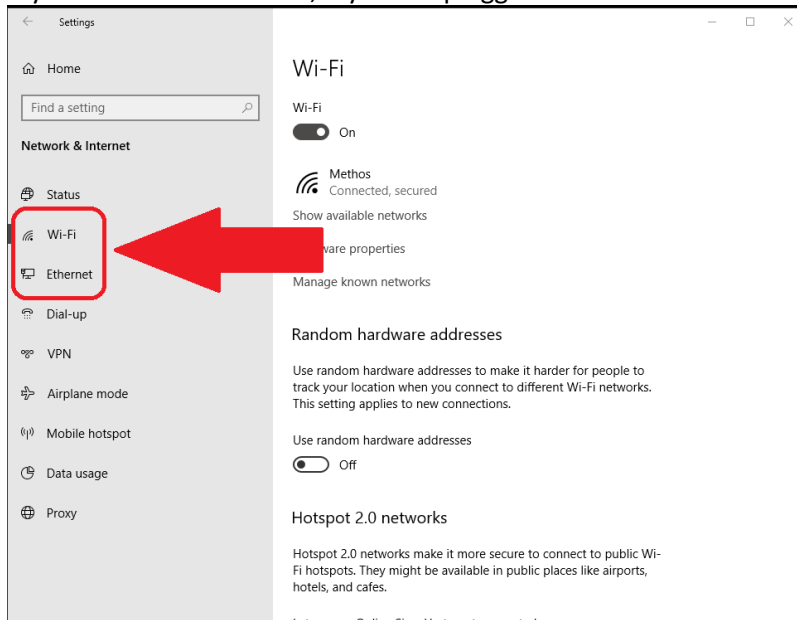 Settings
Home
Find a setting
Network & Internet
Status
Wi-Fi
Ethernet
Dial-up
VPN
Airplane mode
Mobile hotspot
Data usage
Proxy
Wi-Fi
Wi-Fi
On
Methos
Connected, secured
Show available networks
properties
Manage known networks
Random hardware addresses
Use random hardware addresses to make it harder for people to
track your location when you connect to different Wi-Fi networks.
This setting applies to new connections.
Use random hardware addresses
Off
Hotspot 2.0 networks
Hotspot 2.0 networks make it more secure to connect to public Wi-
Fi hotspots. They might be available in public places like airports,
hotels, and cafes.